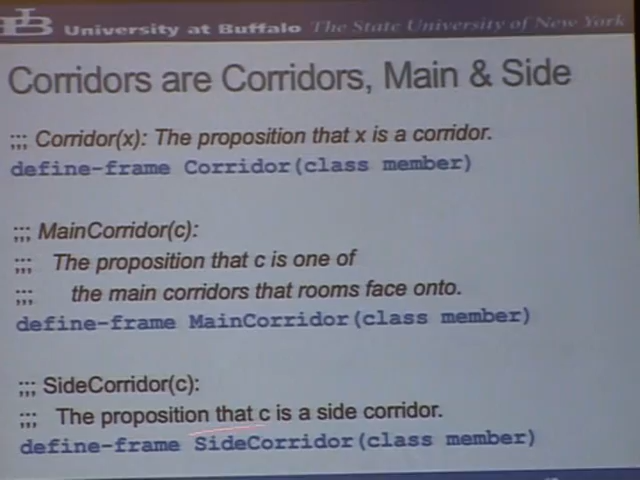 University at Buffalo The State University of New York
Corridors are Corridors, Main & Side
;;; Corridor(x): The proposition that x is a corridor.
define-frame Corridor(class member)
;;; MainCorridor(c):
;;; The proposition that c is one of
;;; the main corridors that rooms face onto.
define-frame MainCorridor(class member)
;;; SideCorridor(c):
;;; The proposition that c is a side corridor.
define-frame SideCorridor(class member)